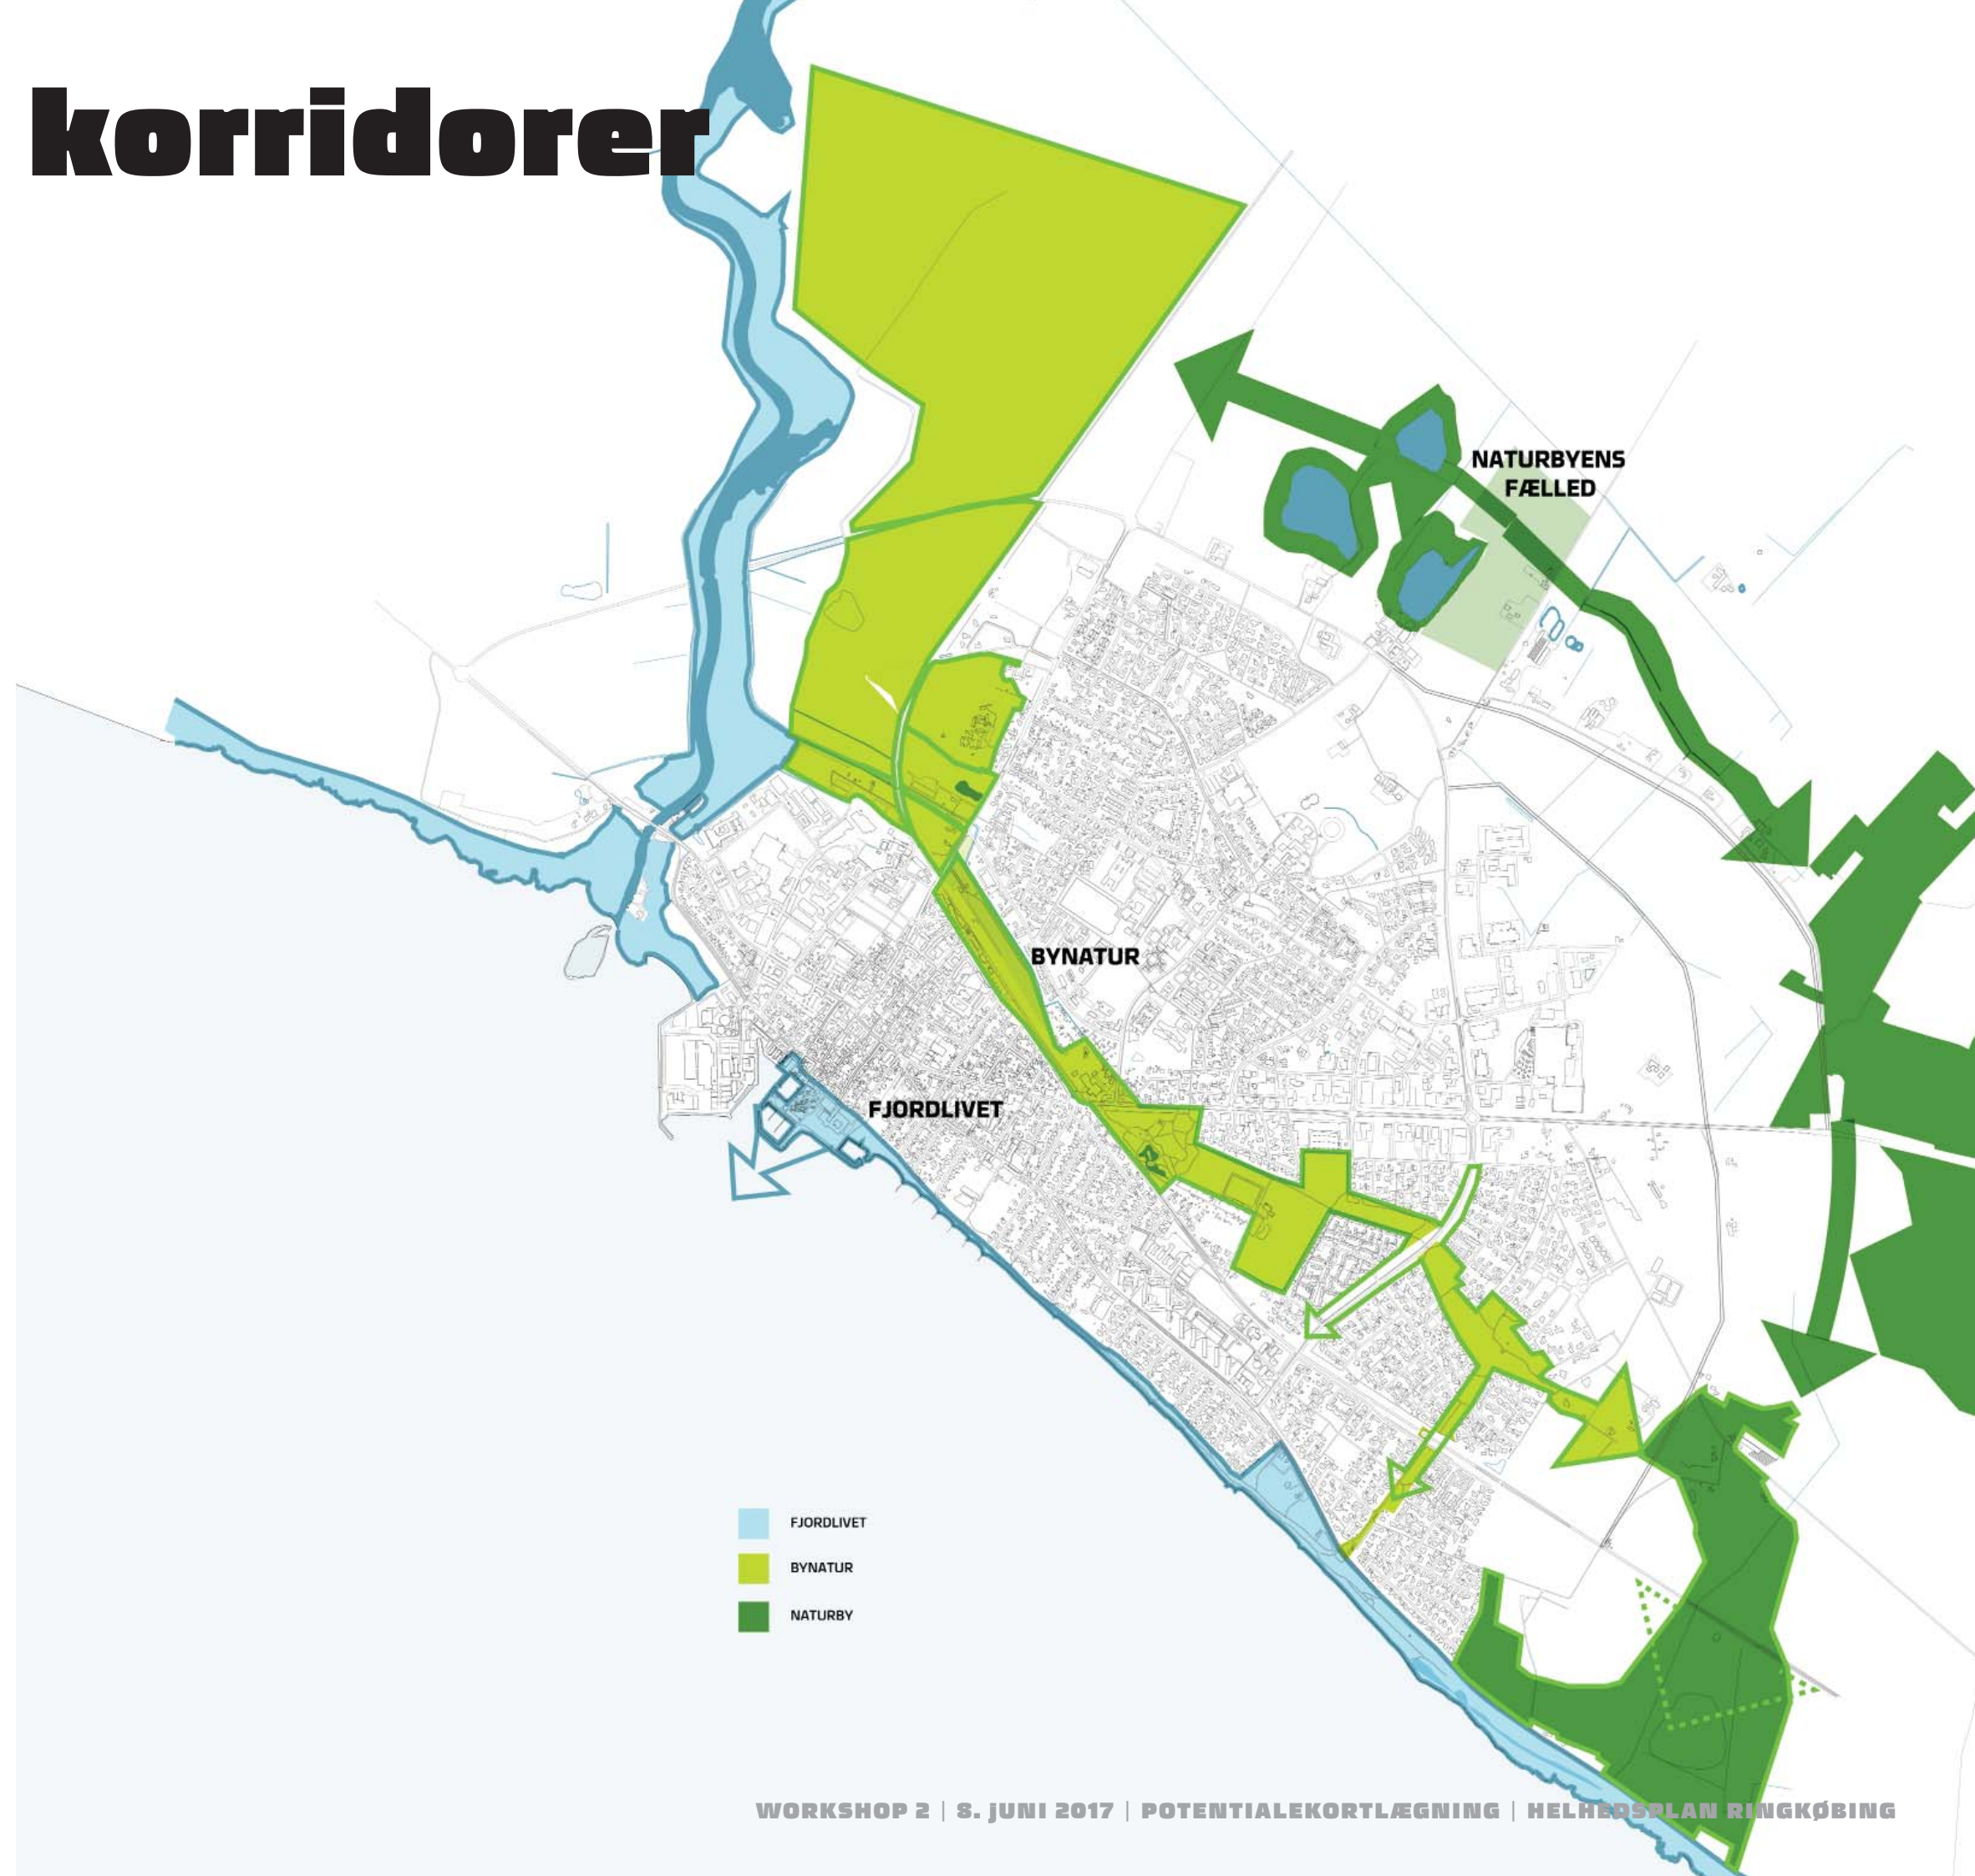 korridorer
NATURBYENS
FÆLLED
BYNATUR
FJORDLIVET
FJORDLIVET
BYNATUR
NATURBY
WORKSHOP 2 | 8. jUNI 2017 | POTENTIALEKORTLÆGNING | HELHEDSPLAN RINGKØBING